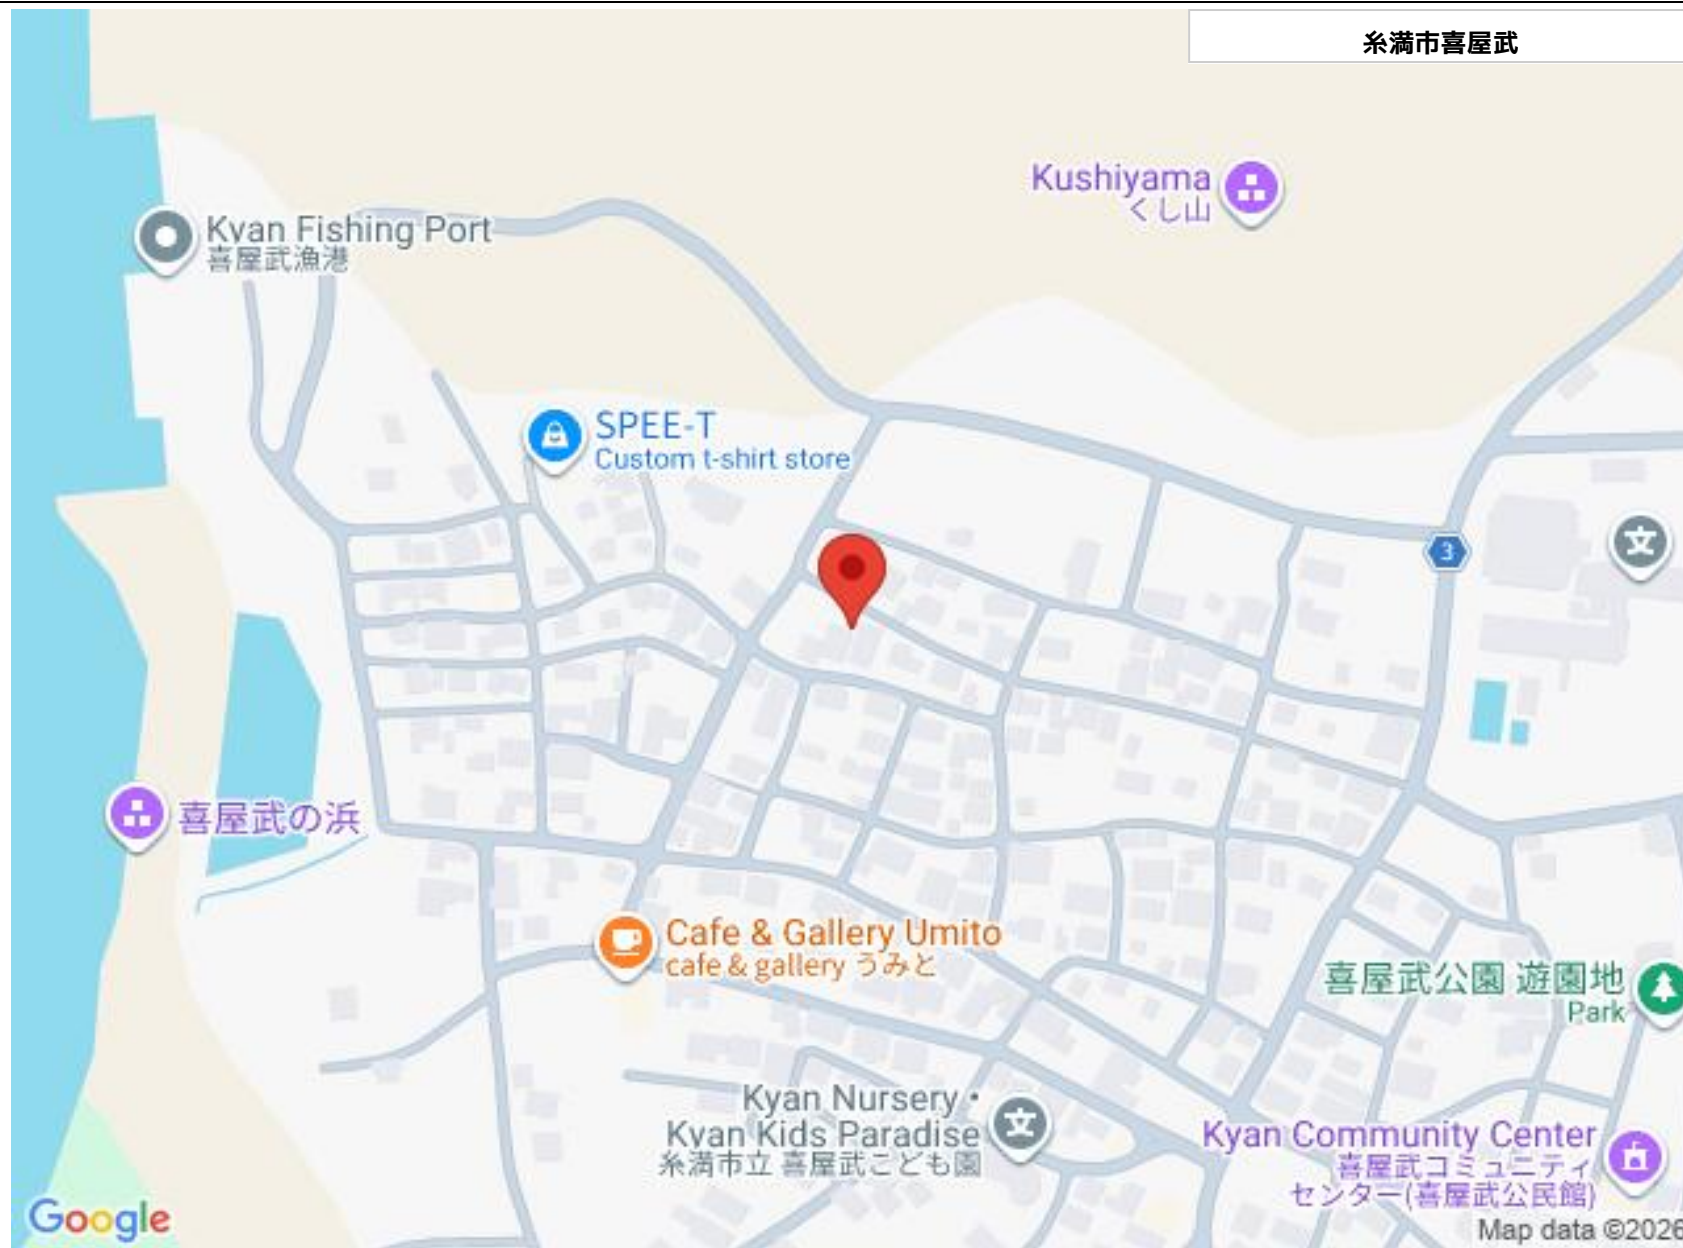 糸満市喜屋武
Kushiyama
くし山
Kyan Fishing Port
喜屋武漁港
SPEE-T
Custom t-shirt store
3
文
喜屋武の浜
Cafe & Gallery Umito
cafe & gallery うみと
喜屋武公園 遊園地
Park
Kyan Nursery・
Kyan Kids Paradise
文
糸満市立 喜屋武こども園
Kyan Community Center
喜屋武コミュニティ
センター(喜屋武公民館)
Google
Map data ©2026